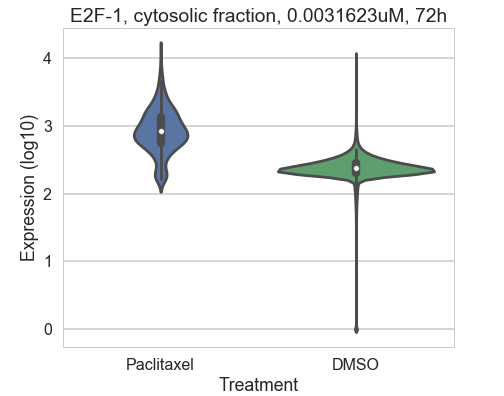 E2F-1, cytosolic fraction, 0.0031623uM, 72h
Expression (log10)
4
3
2
1
0
Paclitaxel DMSO
Treatment